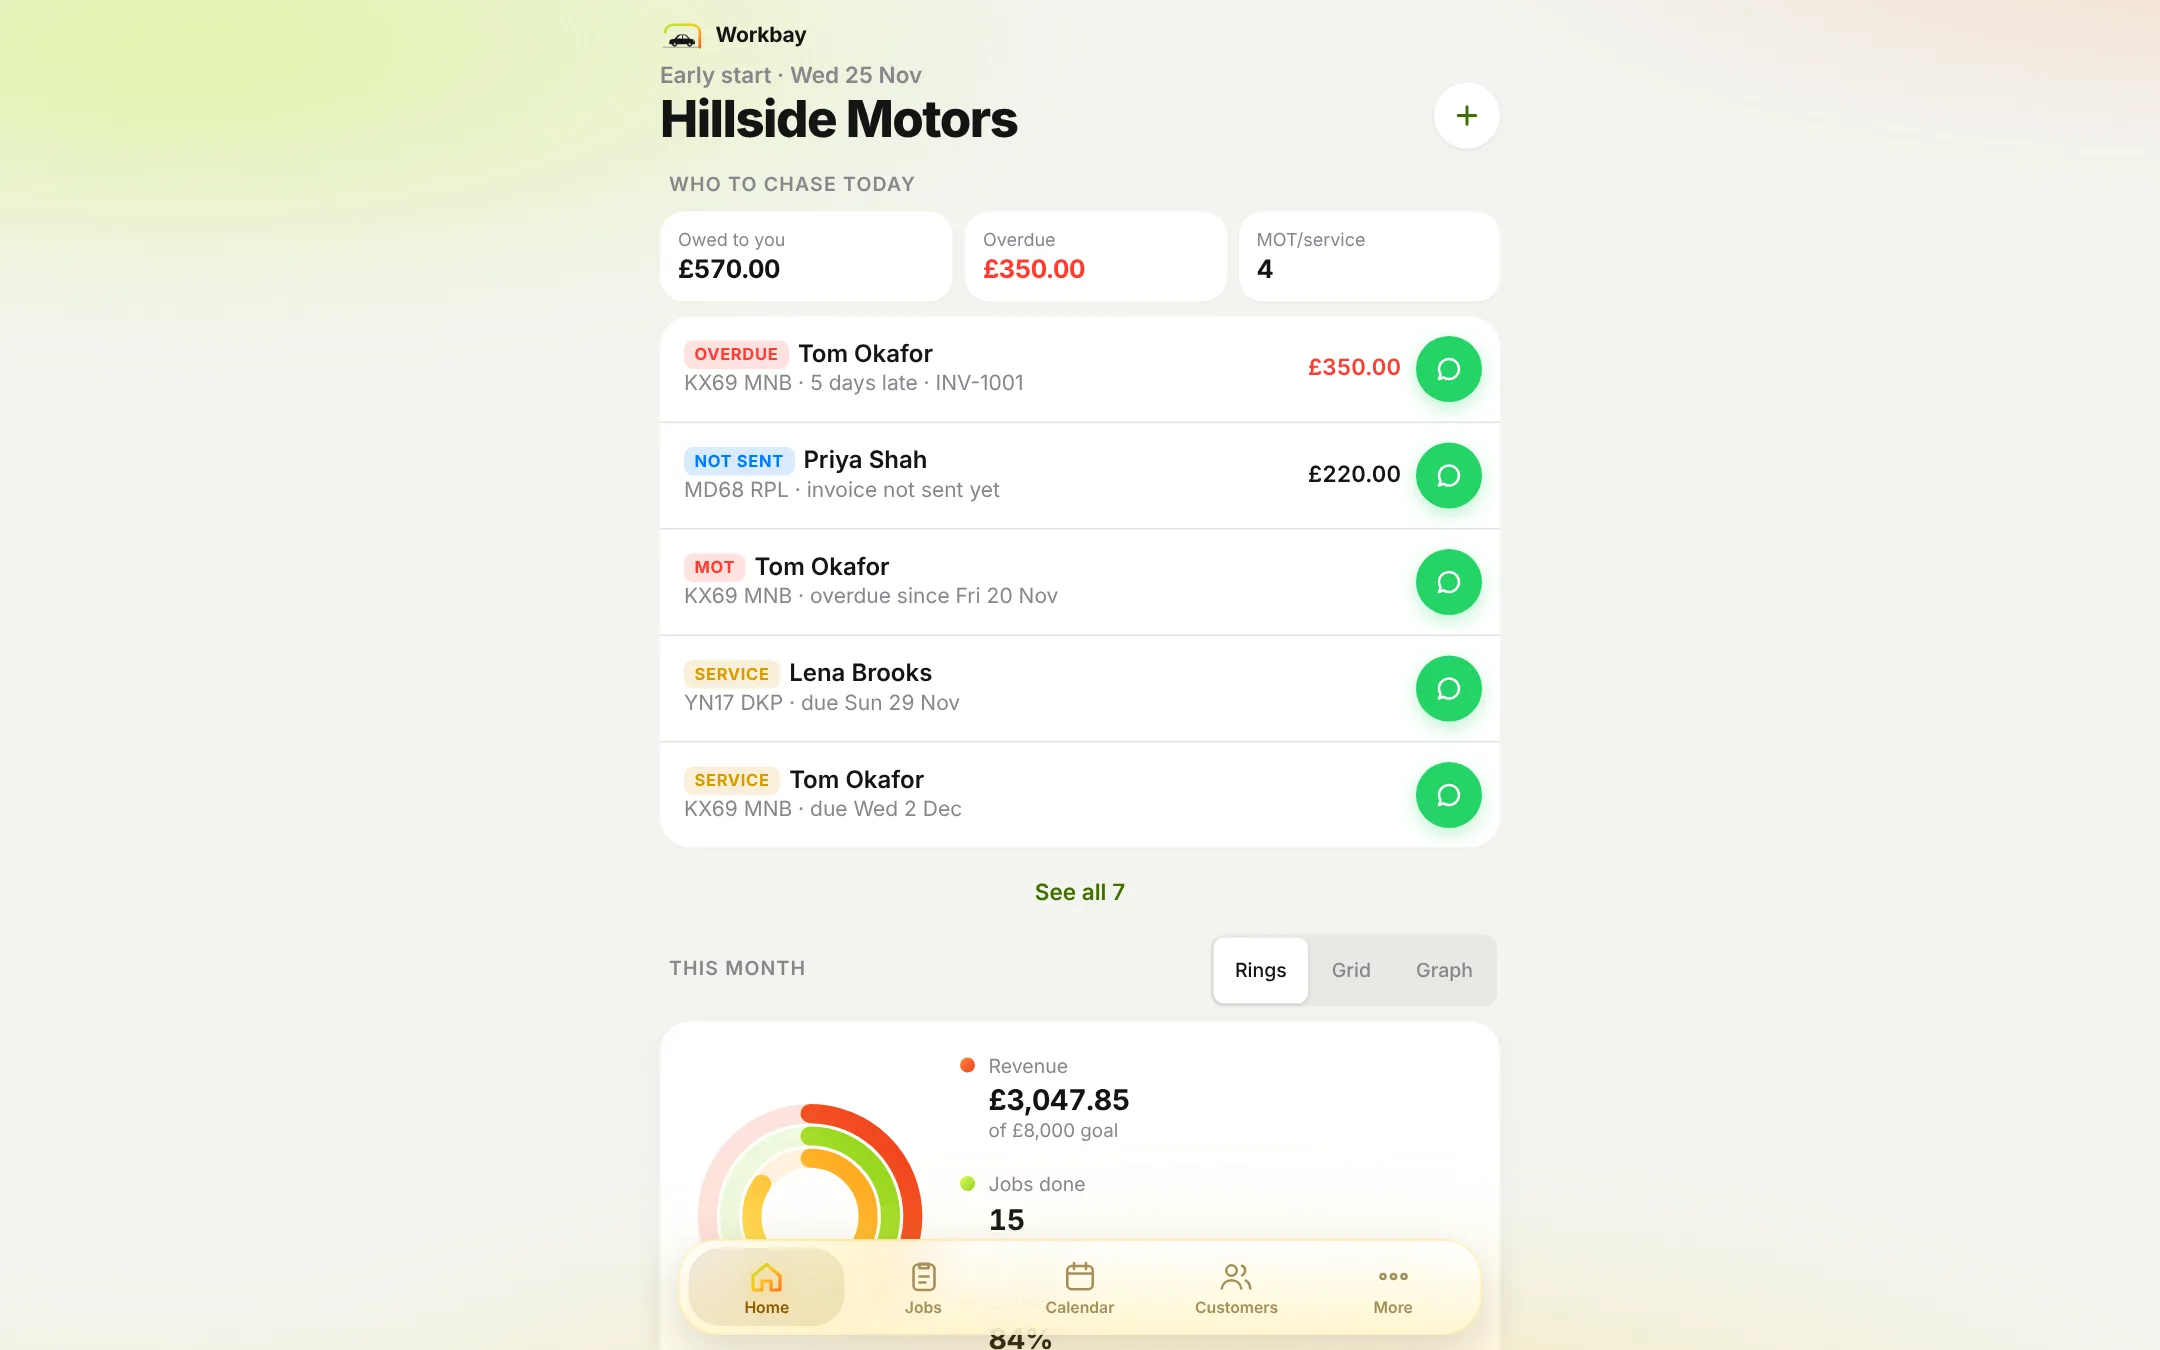 Workbay
Early start · Wed 25 Nov
Hillside Motors
WHO TO CHASE TODAY
Owed to you
£570.00
Overdue
£350.00
MOT/service
4
OVERDUE Tom Okafor
KX69 MNB · 5 days late · INV-1001
£350.00
NOT SENT Priya Shah
MD68 RPL · invoice not sent yet
£220.00
MOT Tom Okafor
KX69 MNB · overdue since Fri 20 Nov
SERVICE Lena Brooks
YN17 DKP · due Sun 29 Nov
SERVICE Tom Okafor
KX69 MNB · due Wed 2 Dec
See all 7
THIS MONTH
Rings Grid Graph
Revenue
£3,047.85
of £8,000 goal
Jobs done
15
84%
Home Jobs Calendar Customers More